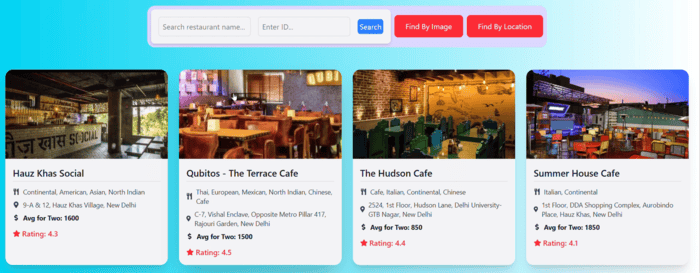 Search restaurant name...
Enter ID...
Search
Find By Image
Find By Location
Hauz Khas Social
Continental, American, Asian, North Indian
9-A & 12, Hauz Khas Village, New Delhi
$ Avg for Two: 1600
Rating: 4.3
Qubitos - The Terrace Cafe
Thai, European, Mexican, North Indian, Chinese,
Cafe
C-7, Vishal Enclave, Opposite Metro Pillar 417,
Rajouri Garden, New Delhi
$ Avg for Two: 1500
Rating: 4.5
The Hudson Cafe
Cafe, Italian, Continental, Chinese
2524, 1st Floor, Hudson Lane, Delhi University-
GTB Nagar, New Delhi
$ Avg for Two: 850
Rating: 4.4
Summer House Cafe
Italian, Continental
1st Floor, DDA Shopping Complex, Aurobindo
Place, Hauz Khas, New Delhi
$ Avg for Two: 1850
Rating: 4.1